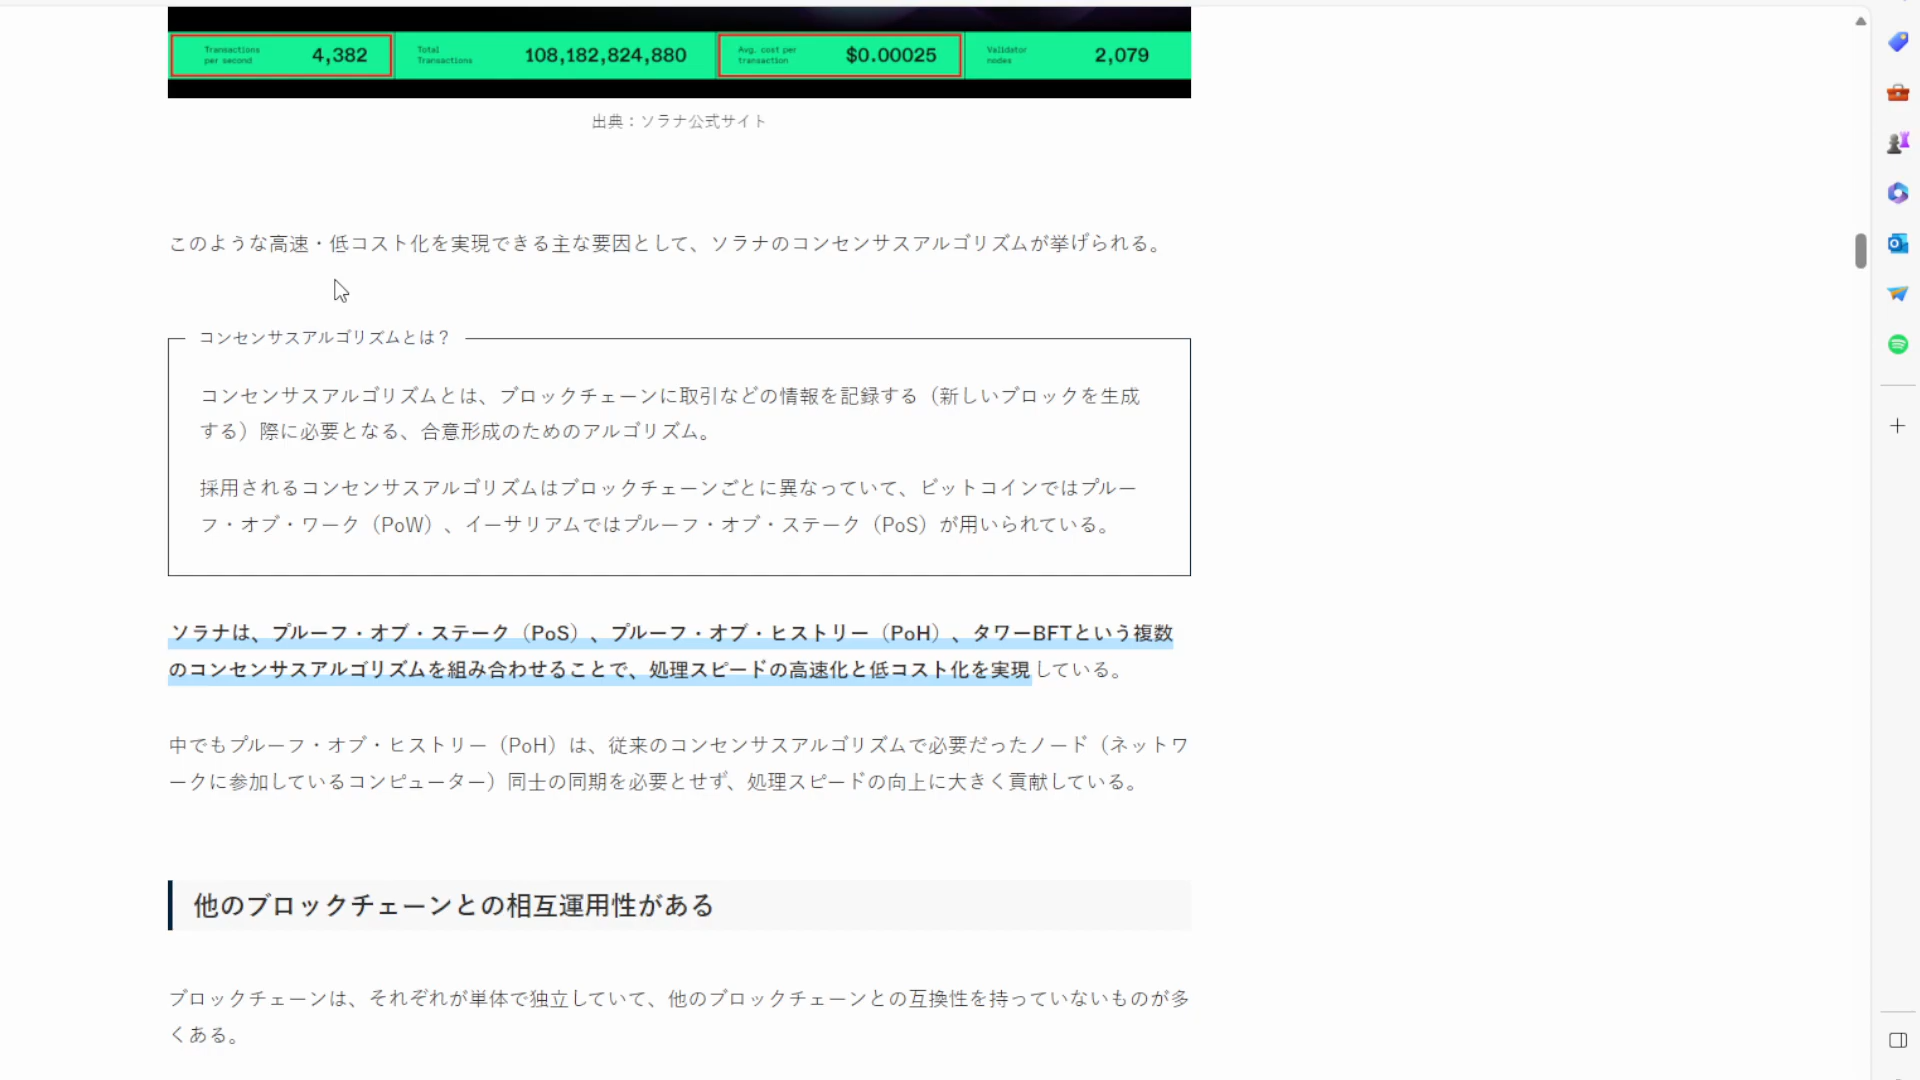 Transactions per second 4,382 Total Transactions 108,182,824,880 Avg. cost per transaction $0.00025 Validator nodes 2,079
出典：ソラナ公式サイト
このような高速・低コスト化を実現できる主な要因として、ソラナのコンセンサスアルゴリズムが挙げられる。
コンセンサスアルゴリズムとは？
コンセンサスアルゴリズムとは、ブロックチェーンに取引などの情報を記録する（新しいブロックを生成
する）際に必要となる、合意形成のためのアルゴリズム。
採用されるコンセンサスアルゴリズムはブロックチェーンごとに異なっていて、ビットコインではプルー
フ・オブ・ワーク（PoW）、イーサリアムではプルーフ・オブ・ステーク（PoS）が用いられている。
ソラナは、プルーフ・オブ・ステーク（PoS）、プルーフ・オブ・ヒストリー（PoH）、タワーBFTという複数
のコンセンサスアルゴリズムを組み合わせることで、処理スピードの高速化と低コスト化を実現している。
中でもプルーフ・オブ・ヒストリー（PoH）は、従来のコンセンサスアルゴリズムで必要だったノード（ネットワ
ークに参加しているコンピューター）同士の同期を必要とせず、処理スピードの向上に大きく貢献している。
他のブロックチェーンとの相互運用性がある
ブロックチェーンは、それぞれが単体で独立していて、他のブロックチェーンとの互換性を持っていないものが多
くある。